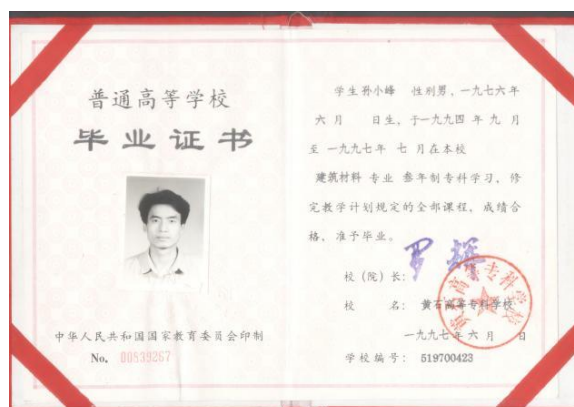 普通高等学校
毕业证书
中华人民共和国国家教育委员会印制
No. 00539267
学生孙小峰 性别男,一九七六年
六月 日生,于一九九四年九月
至一九九七年 七月在本校
建筑材料 专业 叁年制专科学习,修
完教学计划规定的全部课程,成绩合
格,准予毕业。
校(院)长:
校 名: 黄石高等专科学校
一九九七年六月 日
学校编号: 519700423